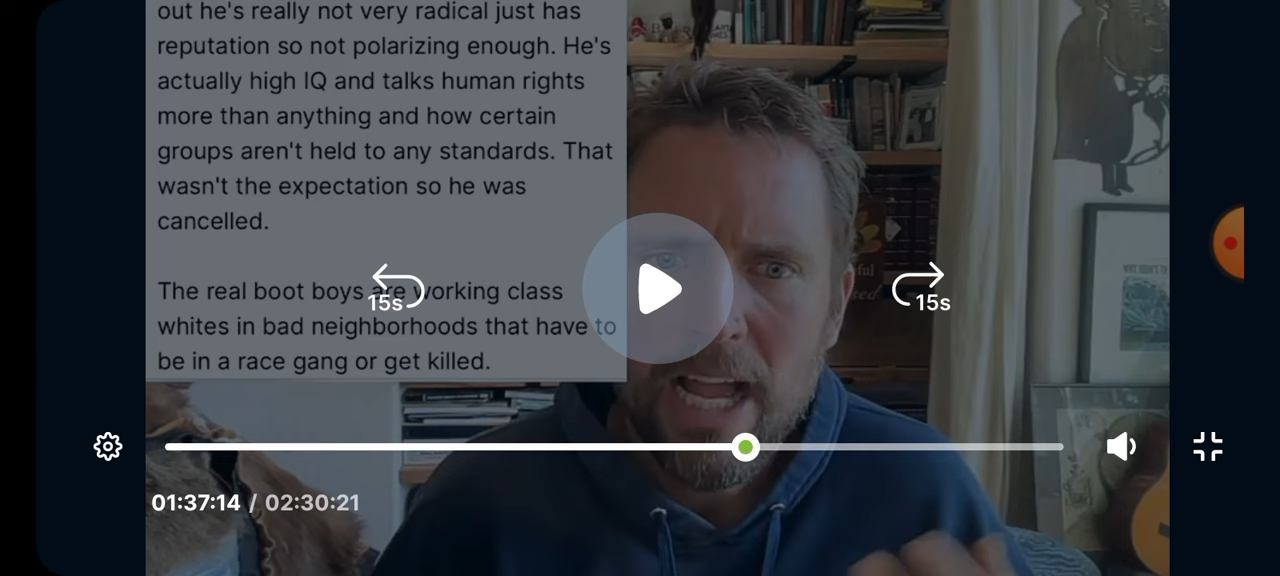 out he's really not very radical just has
reputation so not polarizing enough. He's
actually high IQ and talks human rights
more than anything and how certain
groups aren't held to any standards. That
wasn't the expectation so he was
cancelled.
The real boot boys are working class
whites in bad neighborhoods that have to
be in a race gang or get killed.
15s
15s
01:37:14 / 02:30:21